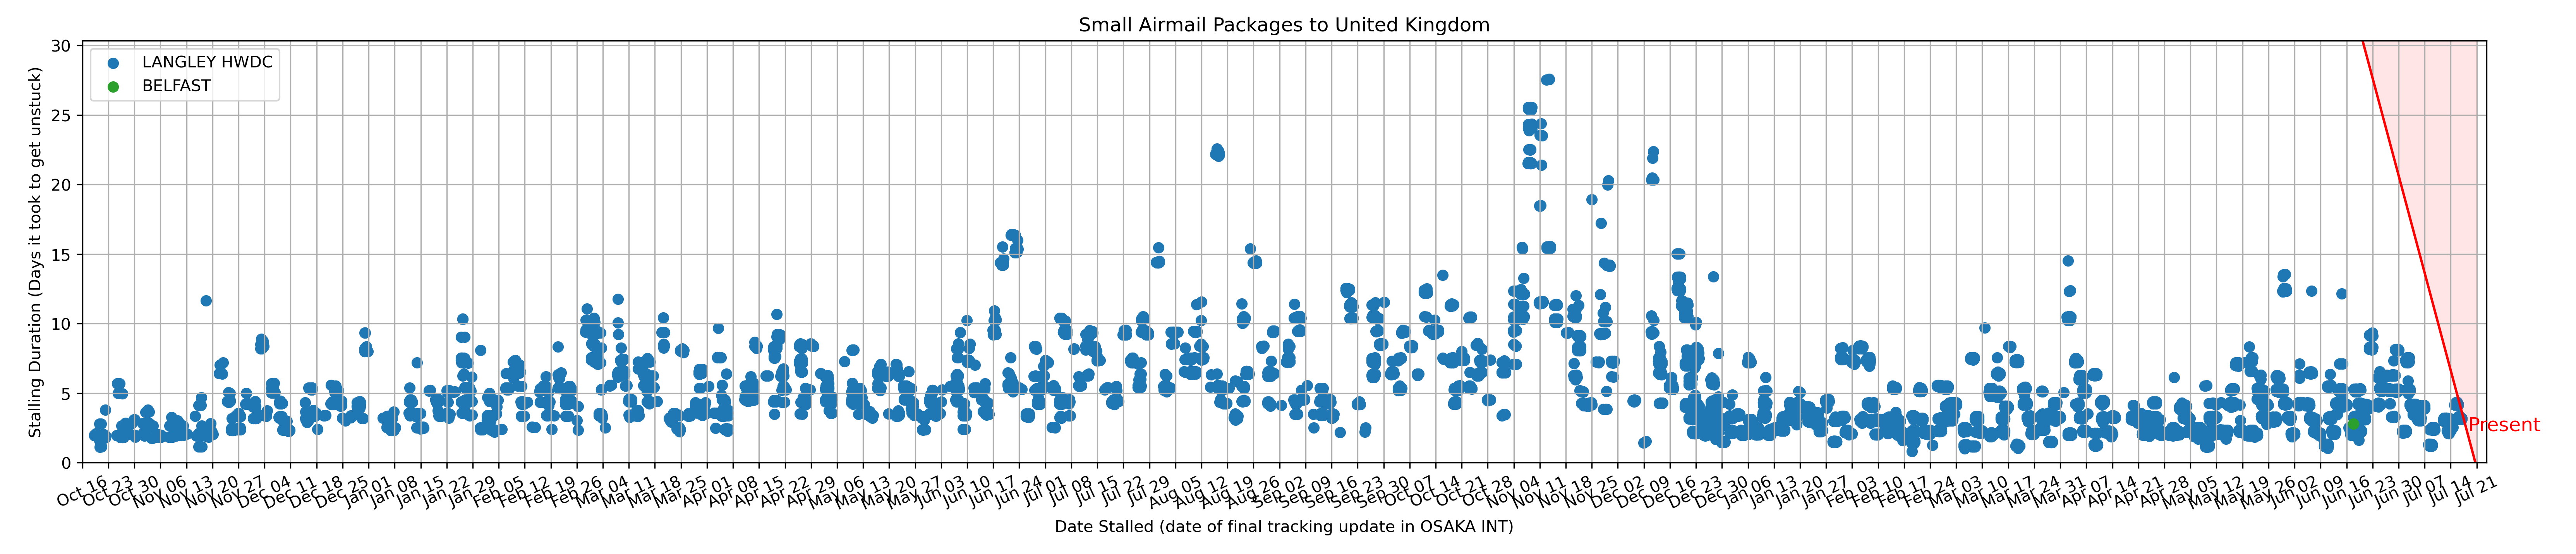 Small Airmail Packages to United Kingdom
LANGLEY HWDC
BELFAST
30
25
20
15
10
5
0
Stalling Duration (Days it took to get unstuck)
Present
Oct 16 Oct 23 Oct 30 Nov 06 Nov 13 Nov 20 Nov 27 Dec 04 Dec 11 Dec 18 Dec 25 Jan 01 Jan 08 Jan 15 Jan 22 Jan 29 Feb 05 Feb 12 Feb 19 Feb 26 Mar 04 Mar 11 Mar 18 Mar 25 Apr 01 Apr 08 Apr 15 Apr 22 Apr 29 May 06 May 13 May 20 May 27 Jun 03 Jun 10 Jun 17 Jun 24 Jul 01 Jul 08 Jul 15 Jul 22 Jul 29 Aug 05 Aug 12 Aug 19 Aug 26 Sep 02 Sep 09 Sep 16 Sep 23 Sep 30 Oct 07 Oct 14 Oct 21 Oct 28 Nov 04 Nov 11 Nov 18 Nov 25 Dec 02 Dec 09 Dec 16 Dec 23 Dec 30 Jan 06 Jan 13 Jan 20 Jan 27 Feb 03 Feb 10 Feb 17 Feb 24 Mar 03 Mar 10 Mar 17 Mar 24 Mar 31 Apr 07 Apr 14 Apr 21 Apr 28 May 05 May 12 May 19 May 26 Jun 02 Jun 09 Jun 16 Jun 23 Jun 30 Jul 07 Jul 14 Jul 21
Date Stalled (date of final tracking update in OSAKA INT)